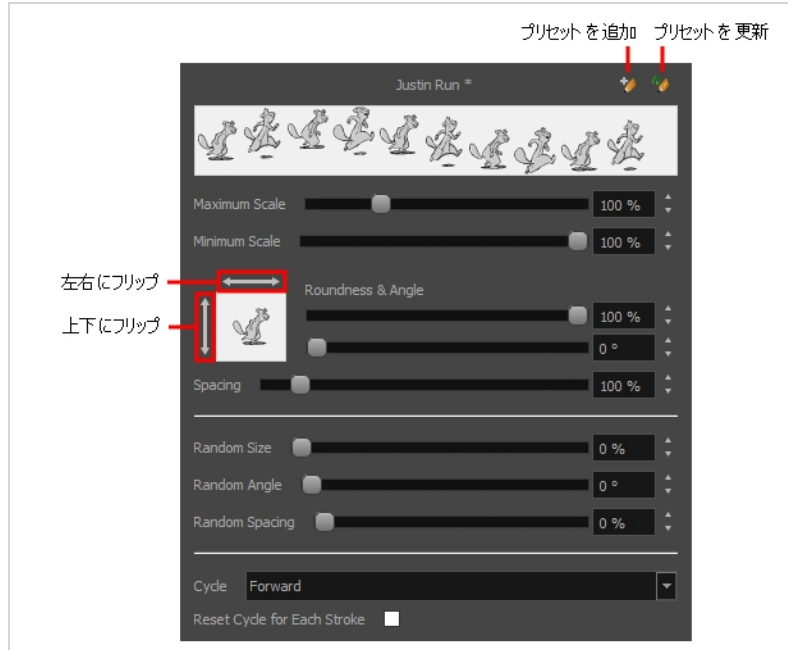 プリセットを追加 プリセットを更新
Justin Run *
Maximum Scale 100 %
Minimum Scale 100 %
左右にフリップ
Roundness & Angle
上下にフリップ 100 %
0 °
Spacing 100 %
Random Size 0 %
Random Angle 0 °
Random Spacing 0 %
Cycle Forward
Reset Cycle for Each Stroke